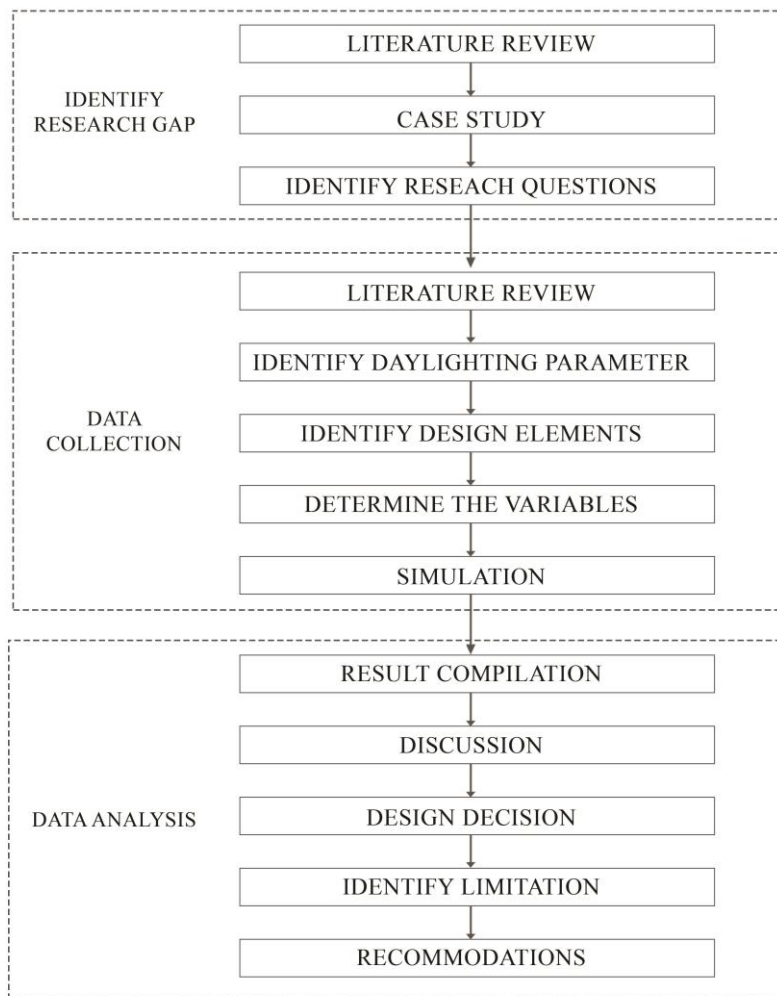 LITERATURE REVIEW
IDENTIFY
RESEARCH GAP
CASE STUDY
IDENTIFY RESEACH QUESTIONS
LITERATURE REVIEW
IDENTIFY DAYLIGHTING PARAMETER
DATA
COLLECTION
IDENTIFY DESIGN ELEMENTS
DETERMINE THE VARIABLES
SIMULATION
RESULT COMPILATION
DISCUSSION
DATA ANALYSIS
DESIGN DECISION
IDENTIFY LIMITATION
RECOMMODATIONS